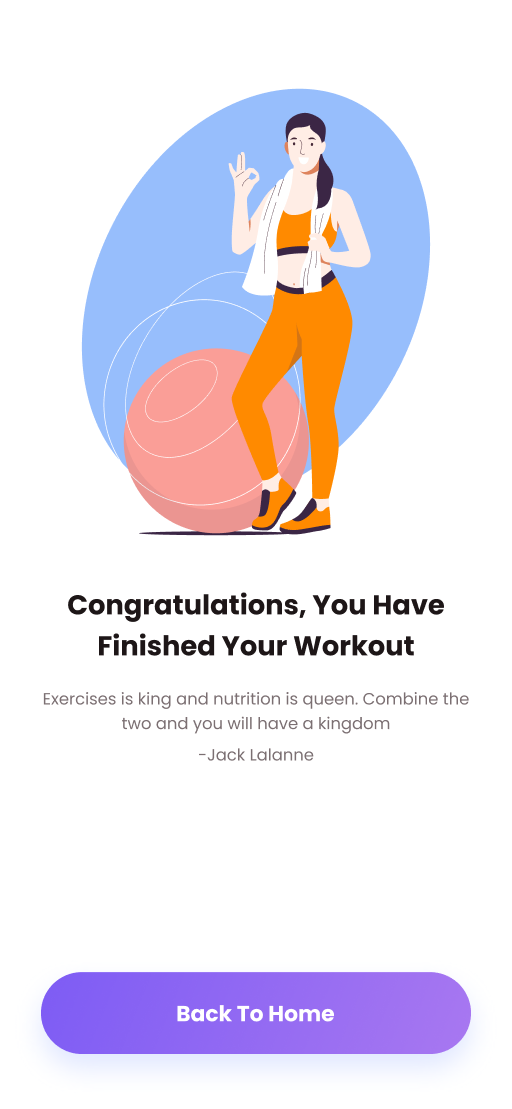 Congratulations, You Have
Finished Your Workout
Exercises is king and nutrition is queen. Combine the
two and you will have a kingdom
-Jack Lalanne
Back To Home